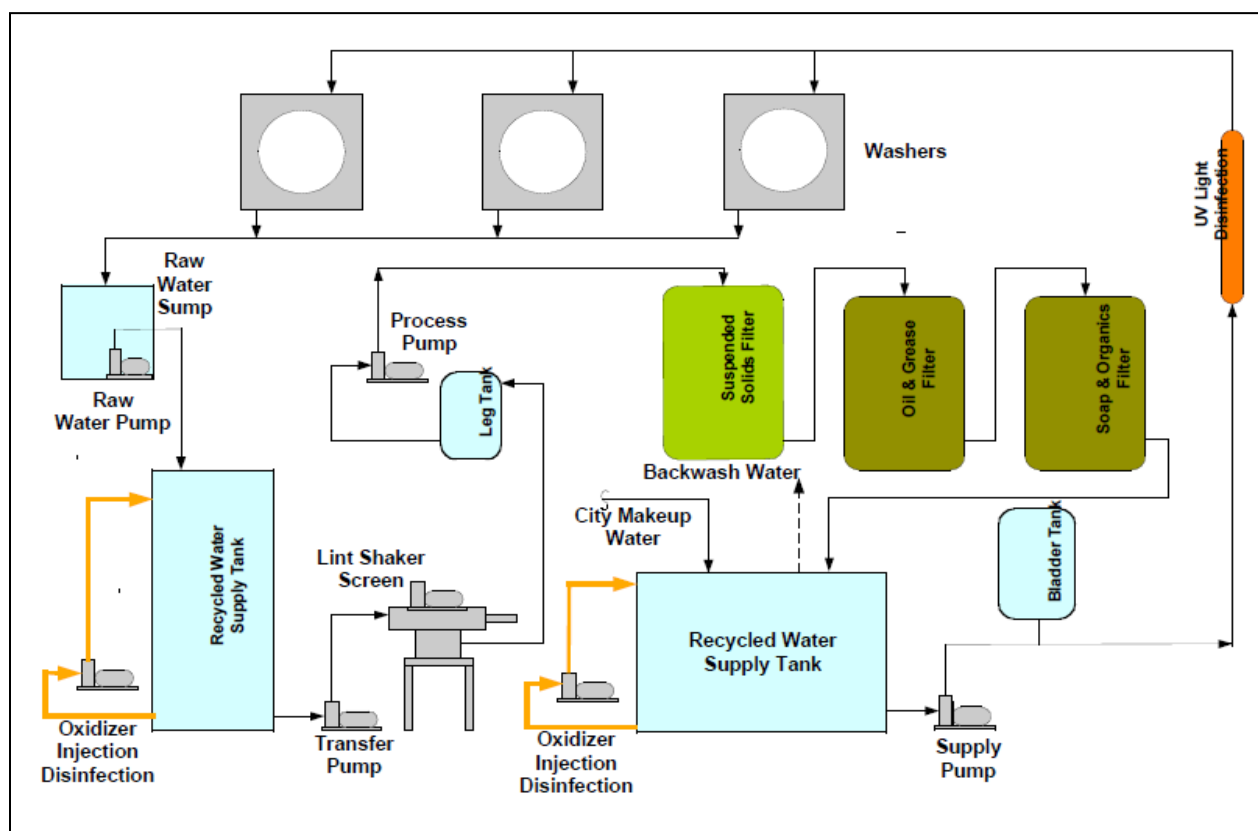 Washers
UV Light
Disinfection
Raw
Water
Sump
Raw
Water Pump
Process
Pump
Leg Tank
Suspended
Solids Filter
Oil & Grease
Filter
Soap & Organics
Filter
Backwash Water
City Makeup
Water
Bladder Tank
Recycled Water
Supply Tank
Lint Shaker
Screen
Recycled Water
Supply Tank
Oxidizer
Injection
Disinfection
Transfer
Pump
Oxidizer
Injection
Disinfection
Supply
Pump